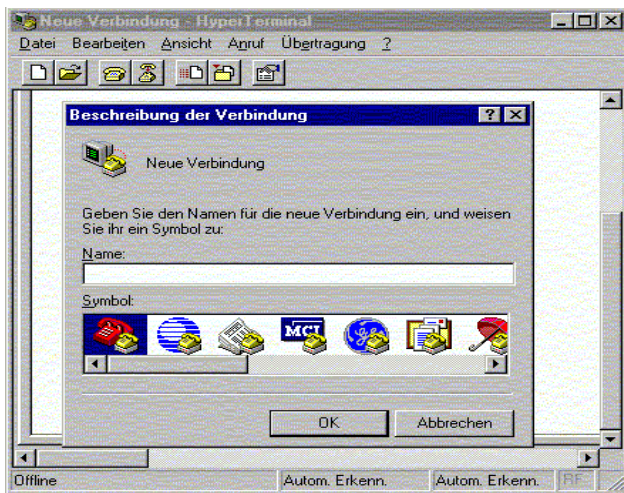 Neue Verbindung - HyperTerminal
Datei Bearbeiten Ansicht Anruf Übertragung ?
Beschreibung der Verbindung
Neue Verbindung
Geben Sie den Namen für die neue Verbindung ein, und weisen
Sie ihr ein Symbol zu:
Name:
Symbol:
MCI
OK Abbrechen
Offline Autom. Erkenn. Autom. Erkenn. RF